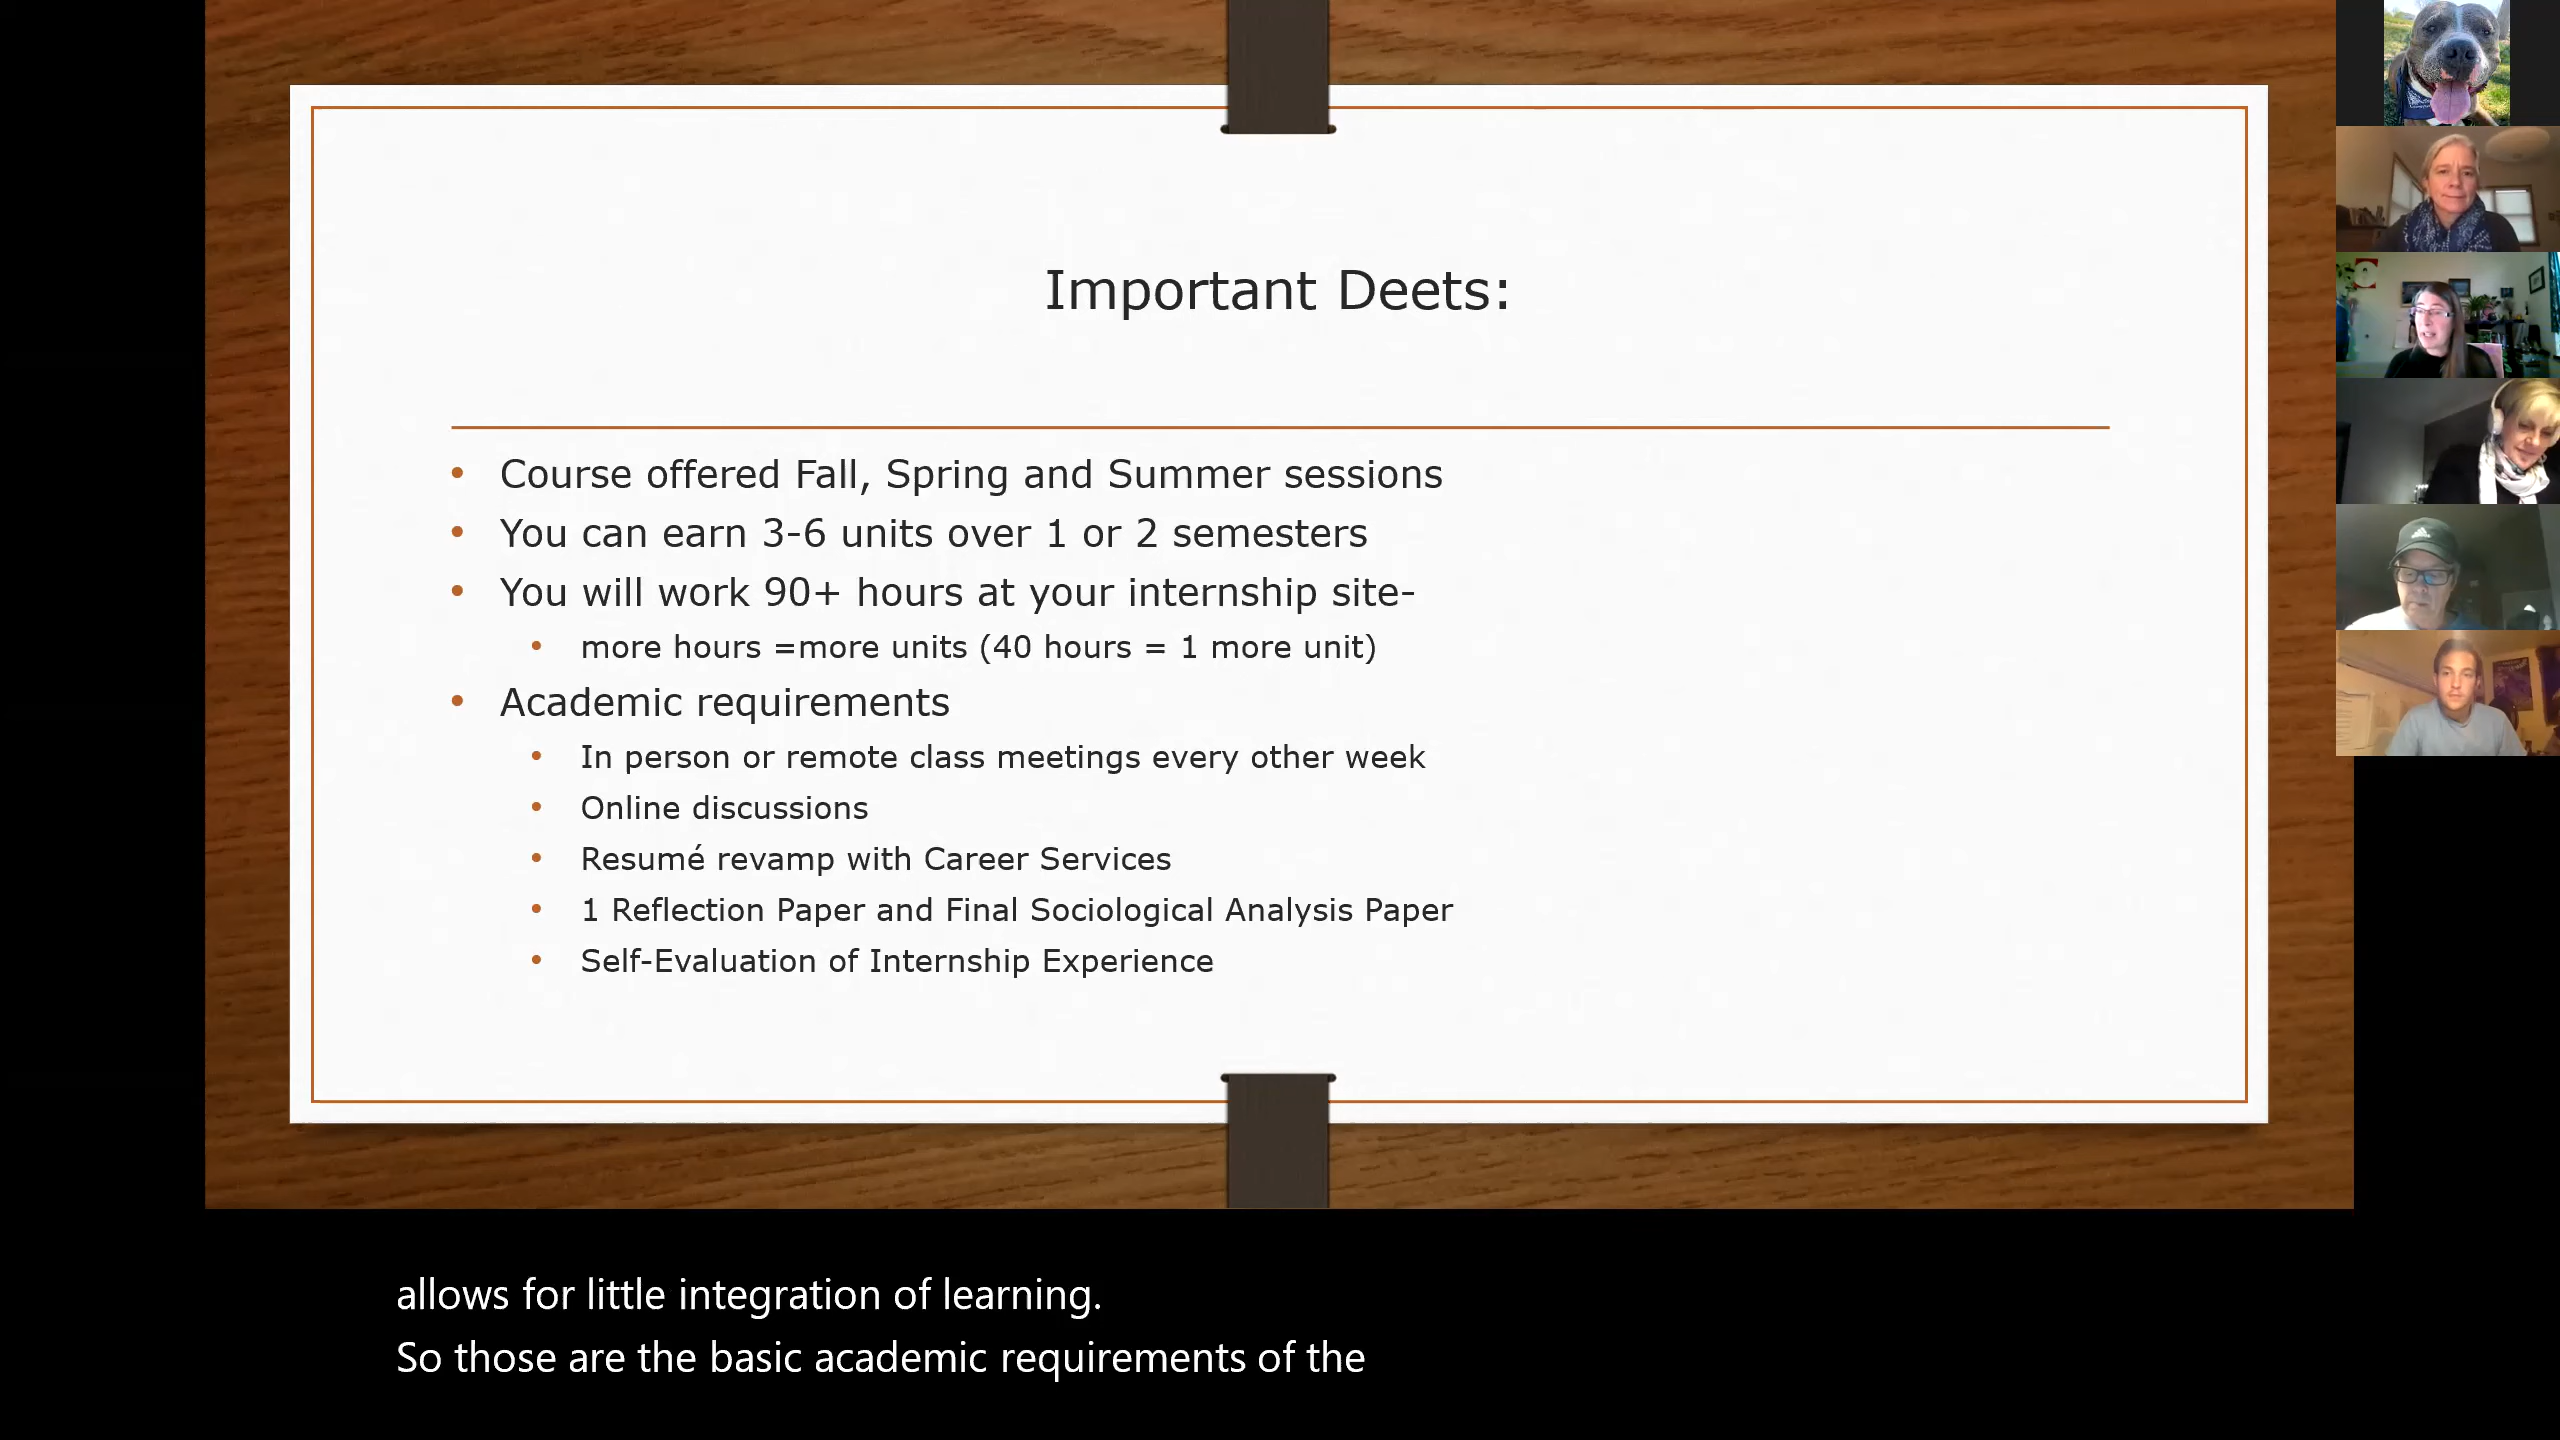 Important Deets:
• Course offered Fall, Spring and Summer sessions
• You can earn 3-6 units over 1 or 2 semesters
• You will work 90+ hours at your internship site-
• more hours =more units (40 hours = 1 more unit)
• Academic requirements
• In person or remote class meetings every other week
• Online discussions
• Resumé revamp with Career Services
• 1 Reflection Paper and Final Sociological Analysis Paper
• Self-Evaluation of Internship Experience
allows for little integration of learning.
So those are the basic academic requirements of the